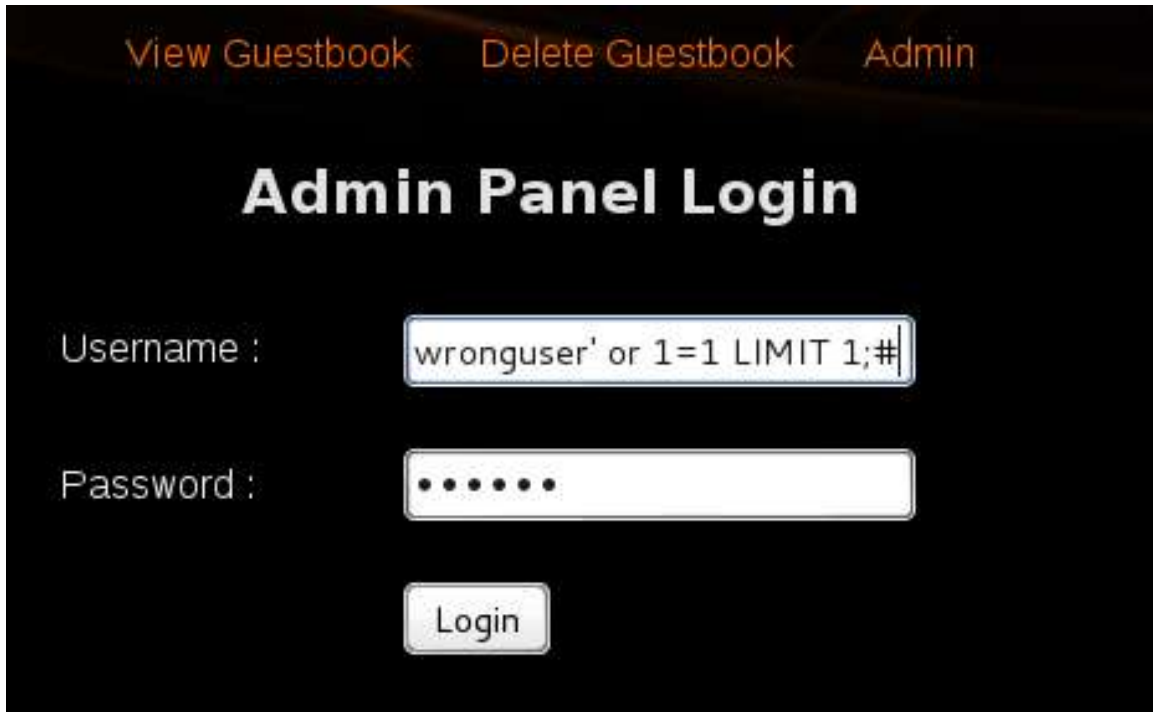 View Guestbook Delete Guestbook Admin
Admin Panel Login
Username : wronguser' or 1=1 LIMIT 1;#
Password : ••••••
Login